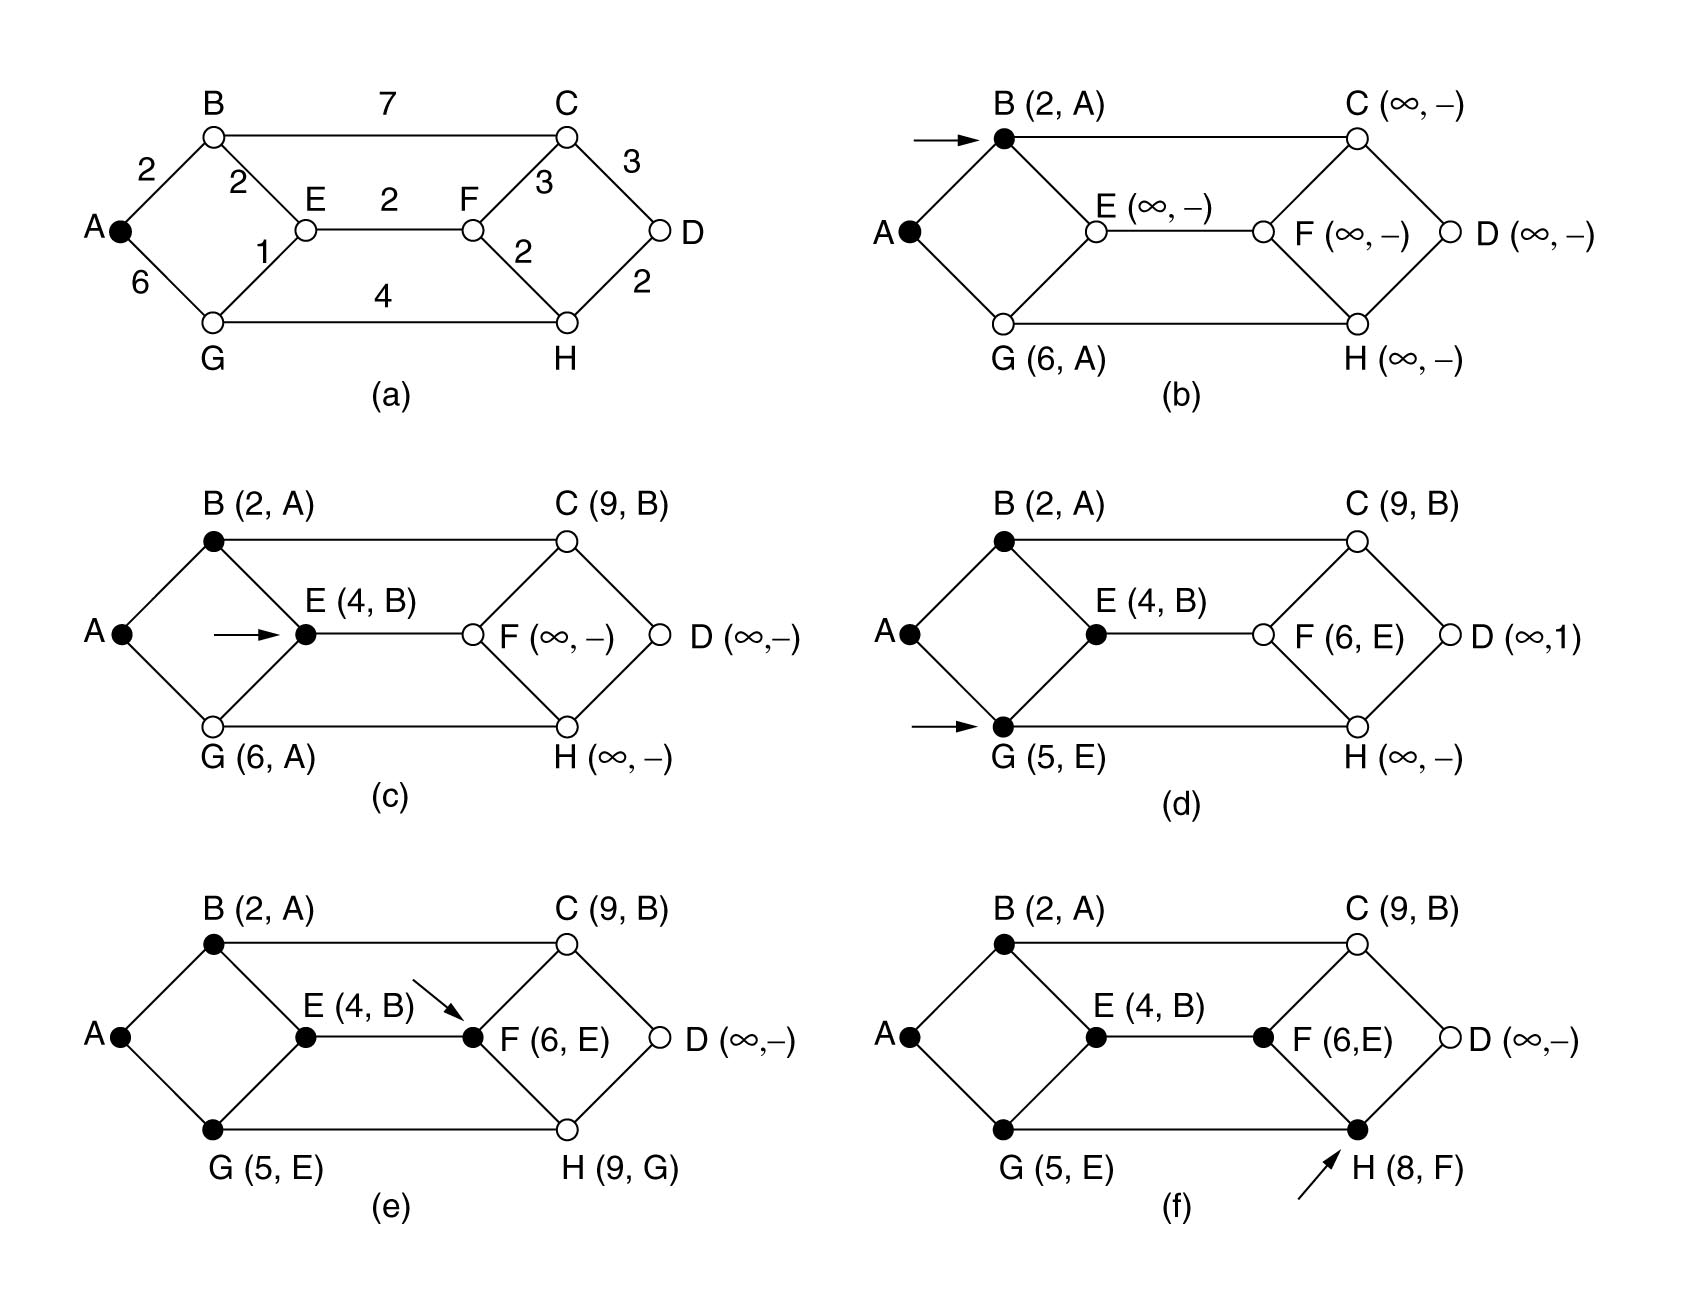 B 7 C
2 2 3 3
A E 2 F D
6 1 2 2
4
G H
(a)
B (2, A) C (∞, −)
E (∞, −)
A F (∞, −) D (∞, −)
G (6, A) H (∞, −)
(b)
B (2, A) C (9, B)
E (4, B)
A F (∞, −) D (∞,−)
G (6, A) H (∞, −)
(c)
B (2, A) C (9, B)
E (4, B)
A F (6, E) D (∞,1)
G (5, E) H (∞, −)
(d)
B (2, A) C (9, B)
E (4, B)
A F (6, E) D (∞,−)
G (5, E) H (9, G)
(e)
B (2, A) C (9, B)
E (4, B)
A F (6,E) D (∞,−)
G (5, E) H (8, F)
(f)